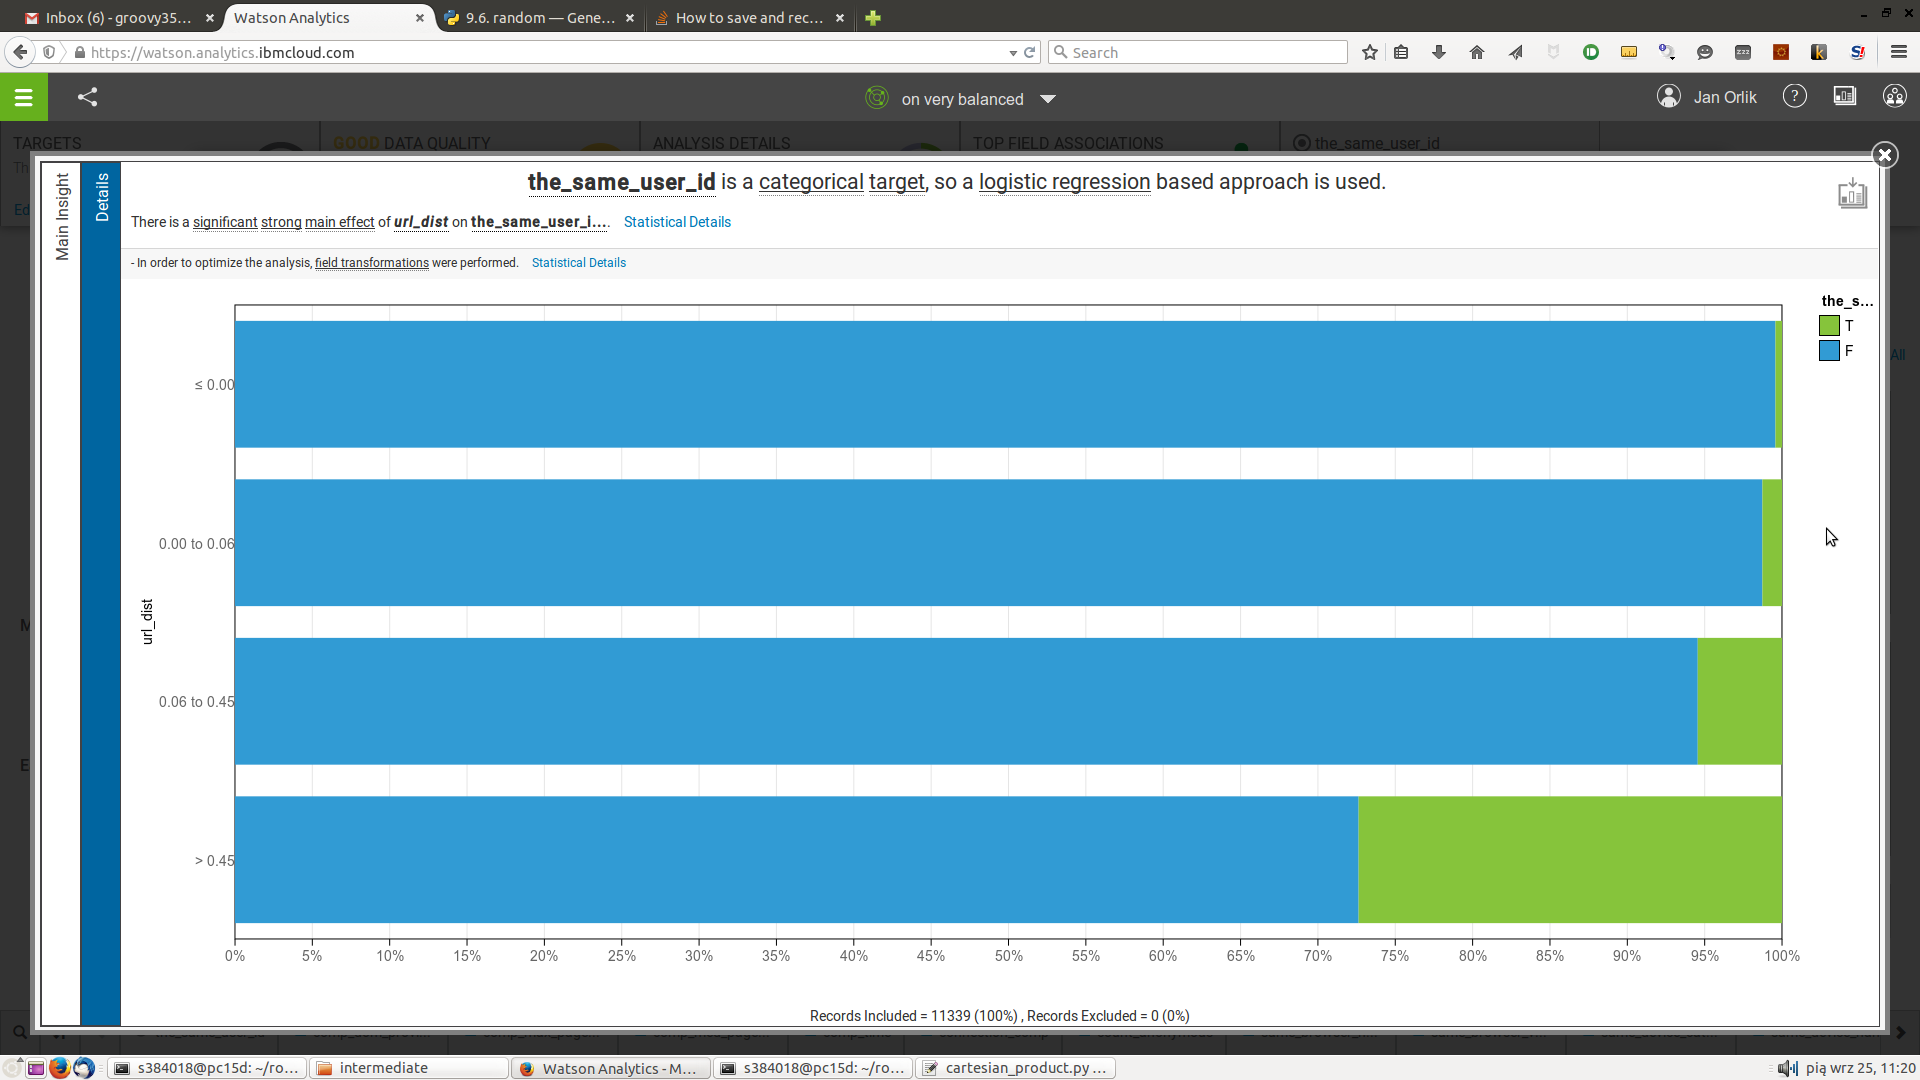 Inbox (6) - groovy35...
Watson Analytics
9.6. random — Gene...
How to save and rec...
https://watson.analytics.ibmcloud.com
Search
on very balanced
Jan Orlik
TARGETS
GOOD DATA QUALITY
ANALYSIS DETAILS
TOP FIELD ASSOCIATIONS
the_same_user_id
Th
Ed
Main Insight
Details
the_same_user_id is a categorical target, so a logistic regression based approach is used.
There is a significant strong main effect of url_dist on the_same_user_i.... Statistical Details
- In order to optimize the analysis, field transformations were performed. Statistical Details
the_s...
T
F
All
≤ 0.00
0.00 to 0.06
url_dist
0.06 to 0.45
> 0.45
0% 5% 10% 15% 20% 25% 30% 35% 40% 45% 50% 55% 60% 65% 70% 75% 80% 85% 90% 95% 100%
Records Included = 11339 (100%) , Records Excluded = 0 (0%)
s384018@pc15d: ~/ro...
intermediate
Watson Analytics - M...
s384018@pc15d: ~/ro...
cartesian_product.py ...
pią wrz 25, 11:20